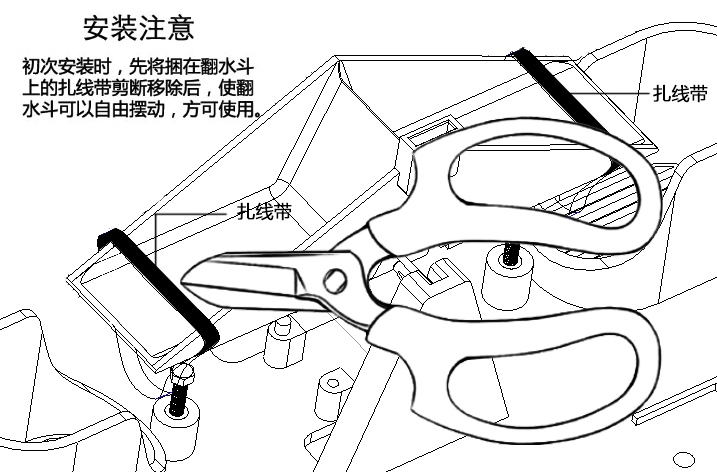 安装注意
初次安装时，先将捆在翻水斗
上的扎线带剪断移除后，使翻
水斗可以自由摆动，方可使用。
扎线带
扎线带